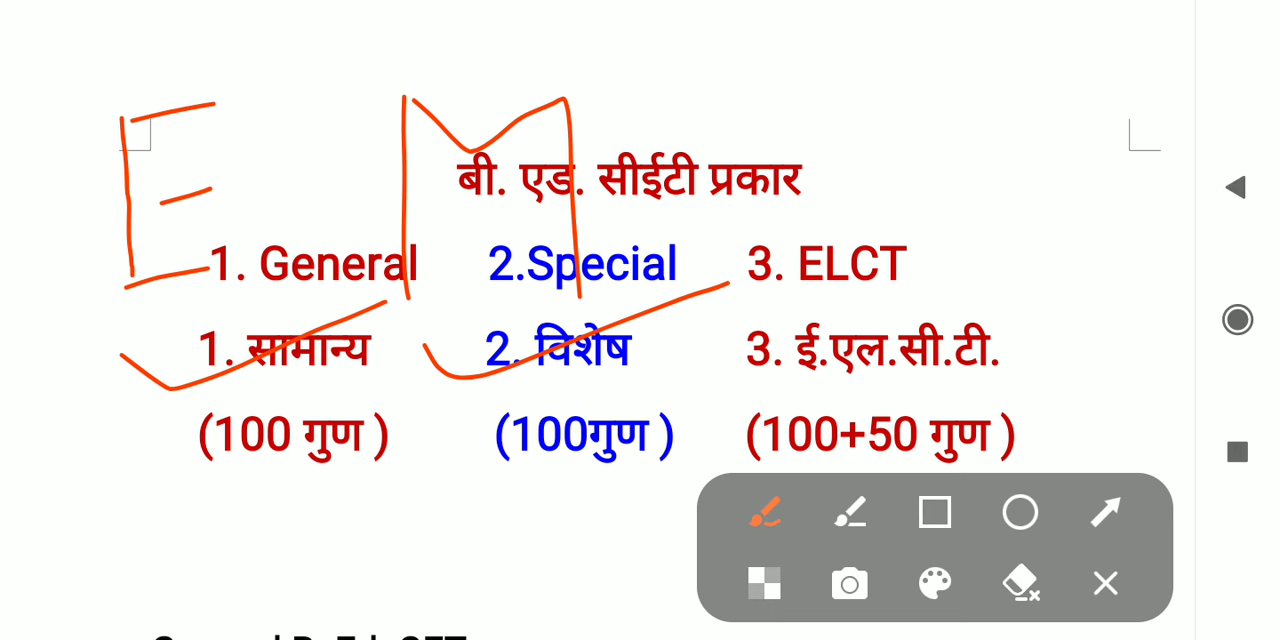 E M
बी. एड. सीईटी प्रकार
1. General 2.Special 3. ELCT
1. सामान्य 2. विशेष 3. ई.एल.सी.टी.
(100 गुण ) (100गुण ) (100+50 गुण )